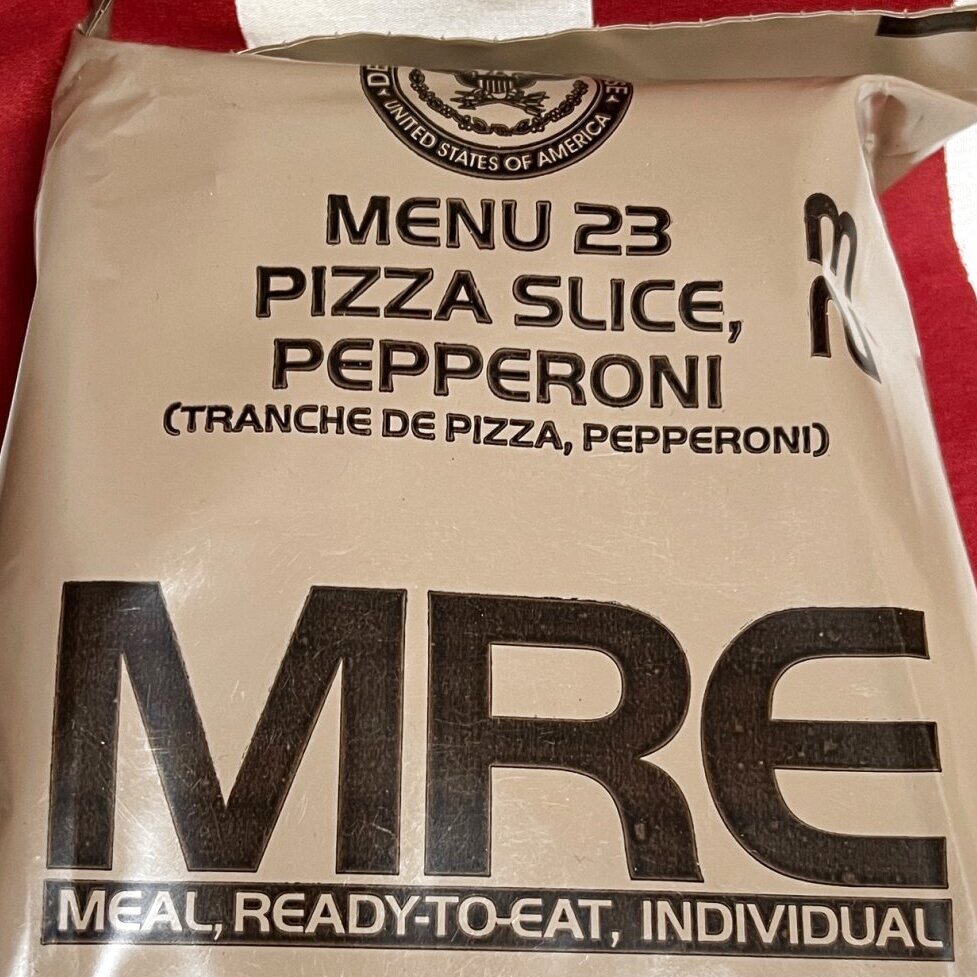 UNITED STATES OF AMERICA
MENU 23
PIZZA SLICE,
PEPPERONI
(TRANCHE DE PIZZA, PEPPERONI)
23
MRE
MEAL, READY-TO-EAT, INDIVIDUAL